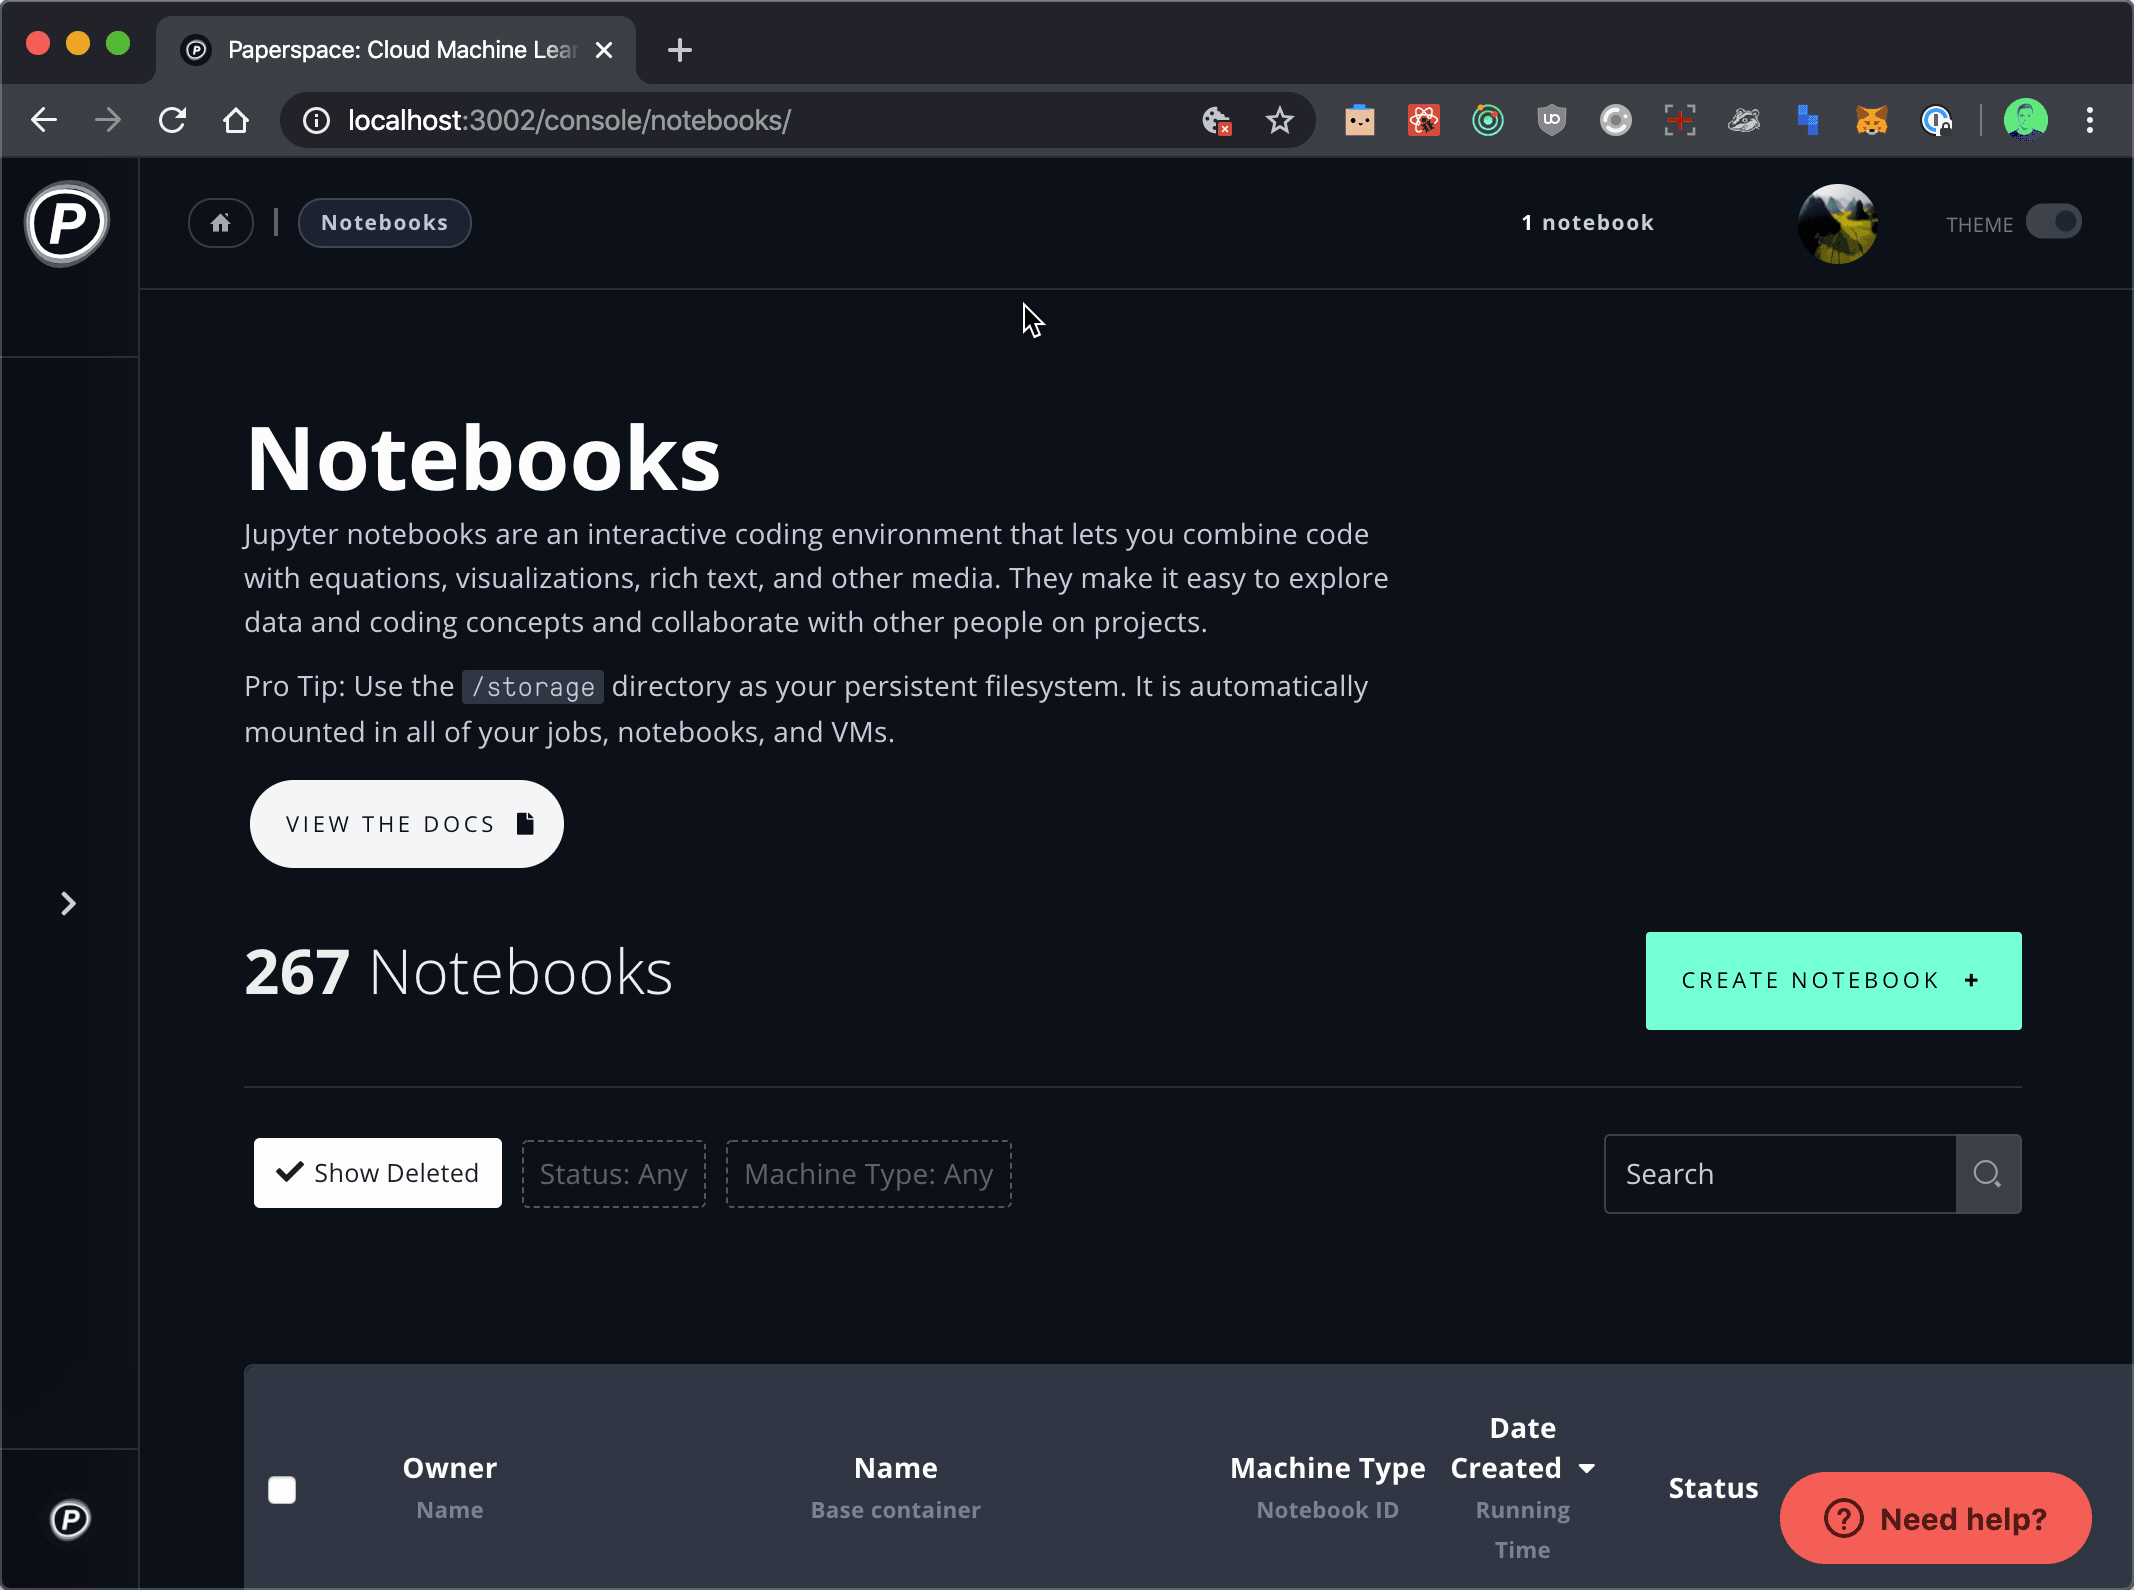 Paperspace: Cloud Machine Lear
localhost:3002/console/notebooks/
Notebooks
1 notebook
THEME
Notebooks
Jupyter notebooks are an interactive coding environment that lets you combine code
with equations, visualizations, rich text, and other media. They make it easy to explore
data and coding concepts and collaborate with other people on projects.
Pro Tip: Use the /storage directory as your persistent filesystem. It is automatically
mounted in all of your jobs, notebooks, and VMs.
VIEW THE DOCS
267 Notebooks
CREATE NOTEBOOK +
Show Deleted
Status: Any
Machine Type: Any
Search
Owner
Name
Name
Base container
Machine Type
Notebook ID
Date
Created
Running
Time
Status
Need help?